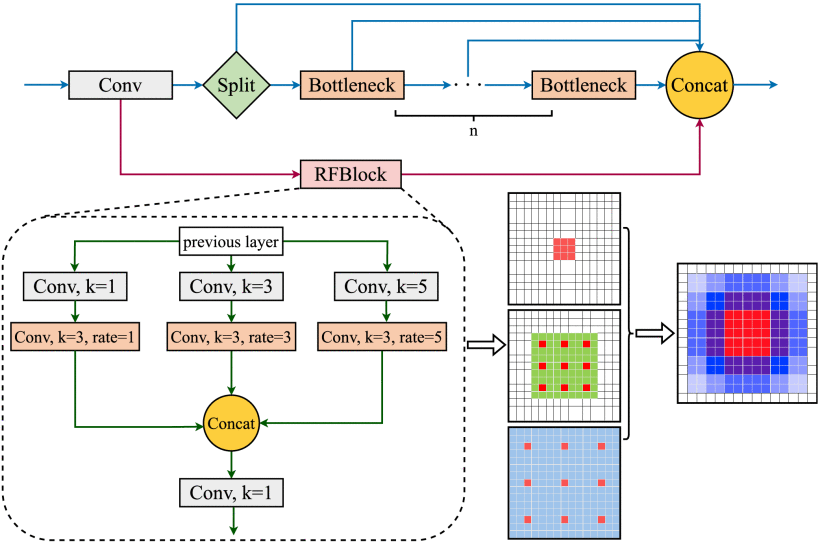 Conv
Split
Bottleneck
. . .
Bottleneck
Concat
n
RFBlock
previous layer
Conv, k=1
Conv, k=3
Conv, k=5
Conv, k=3, rate=1
Conv, k=3, rate=3
Conv, k=3, rate=5
Concat
Conv, k=1